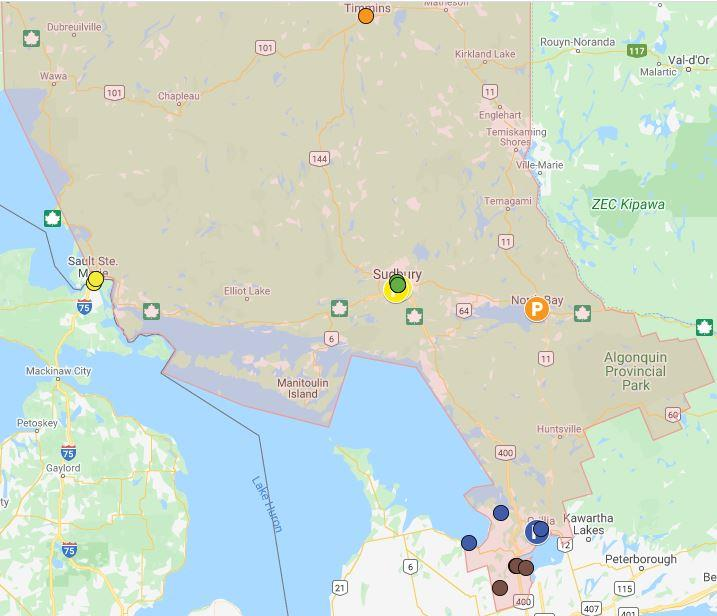 Timmins
Matheson
Dubreuilville
101
Kirkland Lake
Rouyn-Noranda
117
Val-d'Or
Malartic
Wawa
101
Chapleau
11
Englehart
Temiskaming
Shores
144
Ville-Marie
Temagami
ZEC Kipawa
11
Sault Ste.
Sudbury
Elliot Lake
75
64
North Bay
P
6
11
Algonquin
Provincial
Park
Mackinaw City
Manitoulin
Island
60
Petoskey
Huntsville
75
Gaylord
400
Lake Huron
Kawartha
Lakes
12
75
6
Peterborough
Be
21
115
400
407
401